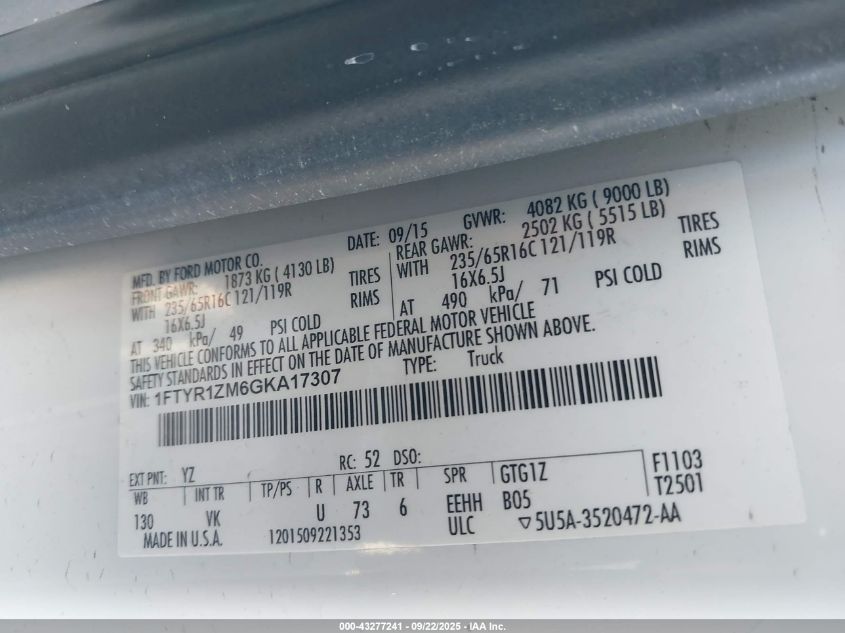 MFD. BY FORD MOTOR CO. DATE: 09/15 GVWR: 4082 KG ( 9000 LB)
FRONT GAWR: 1873 KG ( 4130 LB) REAR GAWR: 2502 KG ( 5515 LB)
WITH 235/65R16C 121/119R TIRES WITH 235/65R16C 121/119R TIRES
16X6.5J RIMS 16X6.5J RIMS
AT 340 kPa/ 49 PSI COLD AT 490 kPa/ 71 PSI COLD
THIS VEHICLE CONFORMS TO ALL APPLICABLE FEDERAL MOTOR VEHICLE
SAFETY STANDARDS IN EFFECT ON THE DATE OF MANUFACTURE SHOWN ABOVE.
VIN: 1FTYR1ZM6GKA17307 TYPE: Truck
EXT PNT: YZ RC: 52 DSO: F1103
WB INT TR TP/PS R AXLE TR SPR GTG1Z T2501
130 VK U 73 6 EEHH B05
MADE IN U.S.A. 1201509221353 ULC ▽5U5A-3520472-AA
000-43277241 - 09/22/2025 - IAA Inc.